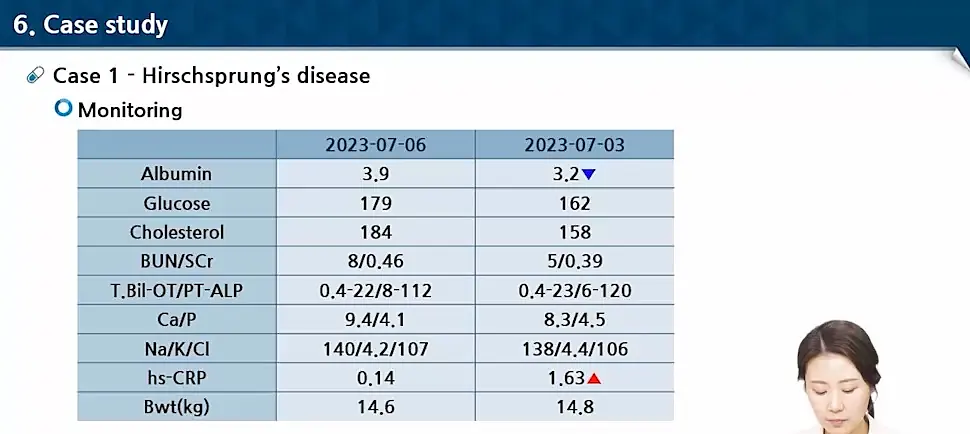 6. Case study
Case 1 - Hirschsprung's disease
Monitoring
2023-07-06 2023-07-03
Albumin 3.9 3.2▼
Glucose 179 162
Cholesterol 184 158
BUN/SCr 8/0.46 5/0.39
T.Bil-OT/PT-ALP 0.4-22/8-112 0.4-23/6-120
Ca/P 9.4/4.1 8.3/4.5
Na/K/Cl 140/4.2/107 138/4.4/106
hs-CRP 0.14 1.63▲
Bwt(kg) 14.6 14.8